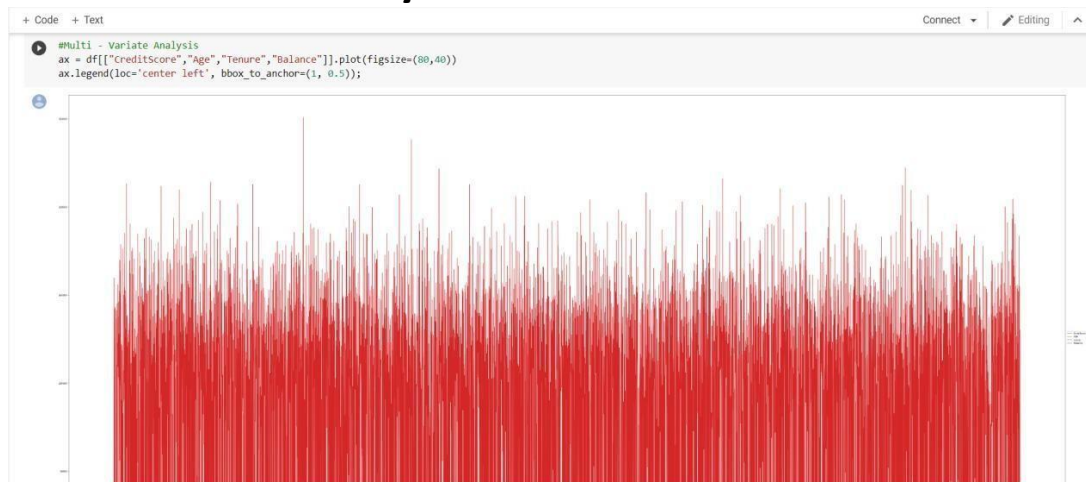 + Code + Text Connect Editing
#Multi - Variate Analysis
ax = df[["CreditScore","Age","Tenure","Balance"]].plot(figsize=(80,40))
ax.legend(loc='center left', bbox_to_anchor=(1, 0.5));